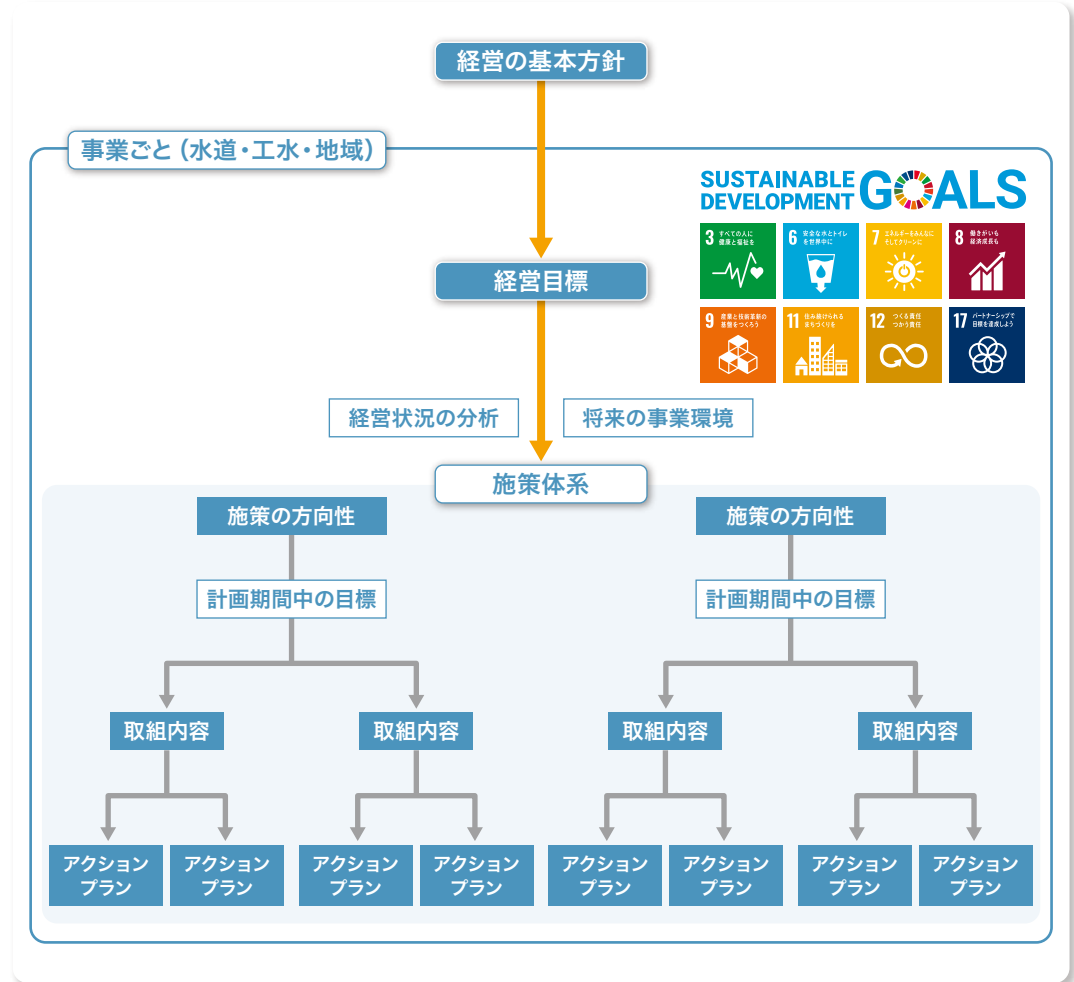 経営の基本方針
事業ごと（水道・工水・地域）
SUSTAINABLE
DEVELOPMENT
GOALS
3 すべての人に
健康と福祉を
6 安全な水とトイレ
を世界中に
7 エネルギーをみんなに
そしてクリーンに
8 働きがいも
経済成長も
経営目標
9 産業と技術革新の
基盤をつくろう
11 住み続けられる
まちづくりを
12 つくる責任
つかう責任
17 パートナーシップで
目標を達成しよう
経営状況の分析
将来の事業環境
施策体系
施策の方向性
施策の方向性
計画期間中の目標
計画期間中の目標
取組内容
取組内容
取組内容
取組内容
アクション
プラン
アクション
プラン
アクション
プラン
アクション
プラン
アクション
プラン
アクション
プラン
アクション
プラン
アクション
プラン